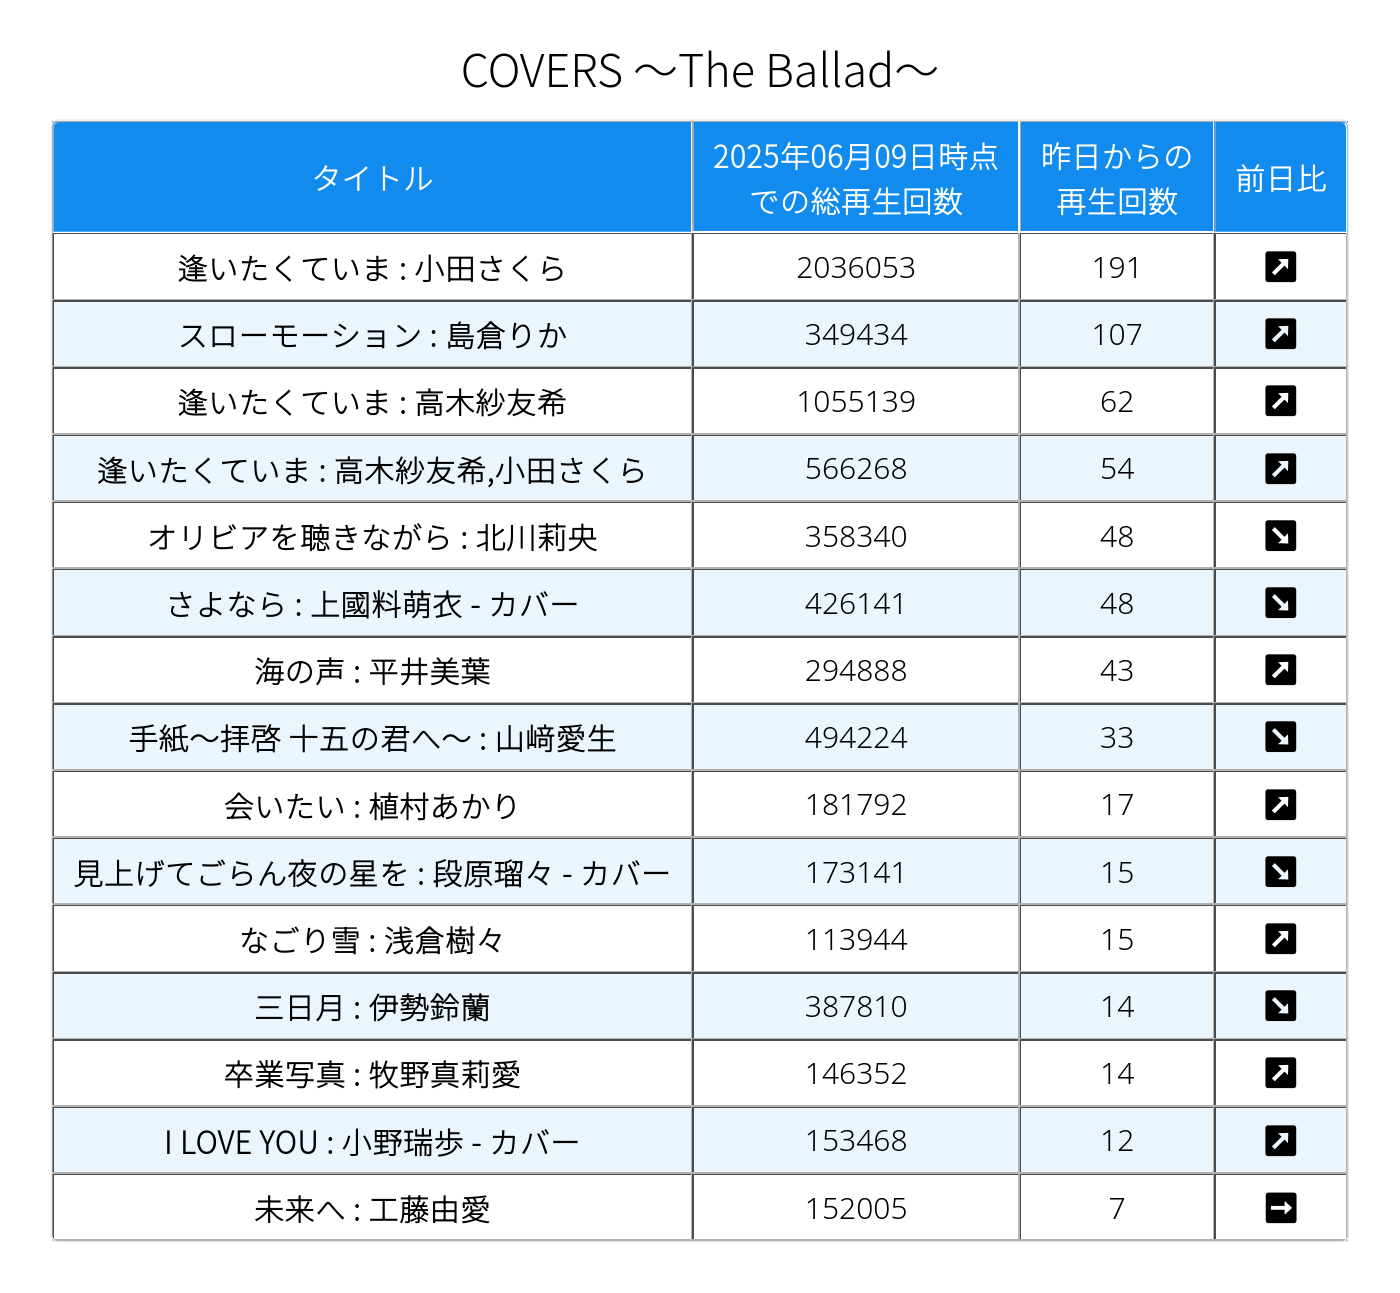 COVERS ～The Ballad～
タイトル 2025年06月09日時点での総再生回数 昨日からの再生回数 前日比
逢いたくていま : 小田さくら 2036053 191 ↗
スローモーション : 島倉りか 349434 107 ↗
逢いたくていま : 高木紗友希 1055139 62 ↗
逢いたくていま : 高木紗友希,小田さくら 566268 54 ↗
オリビアを聴きながら : 北川莉央 358340 48 ↘
さよなら : 上國料萌衣 - カバー 426141 48 ↘
海の声 : 平井美葉 294888 43 ↗
手紙～拝啓 十五の君へ～ : 山﨑愛生 494224 33 ↘
会いたい : 植村あかり 181792 17 ↗
見上げてごらん夜の星を : 段原瑠々 - カバー 173141 15 ↘
なごり雪 : 浅倉樹々 113944 15 ↗
三日月 : 伊勢鈴蘭 387810 14 ↘
卒業写真 : 牧野真莉愛 146352 14 ↗
I LOVE YOU : 小野瑞歩 - カバー 153468 12 ↗
未来へ : 工藤由愛 152005 7 →